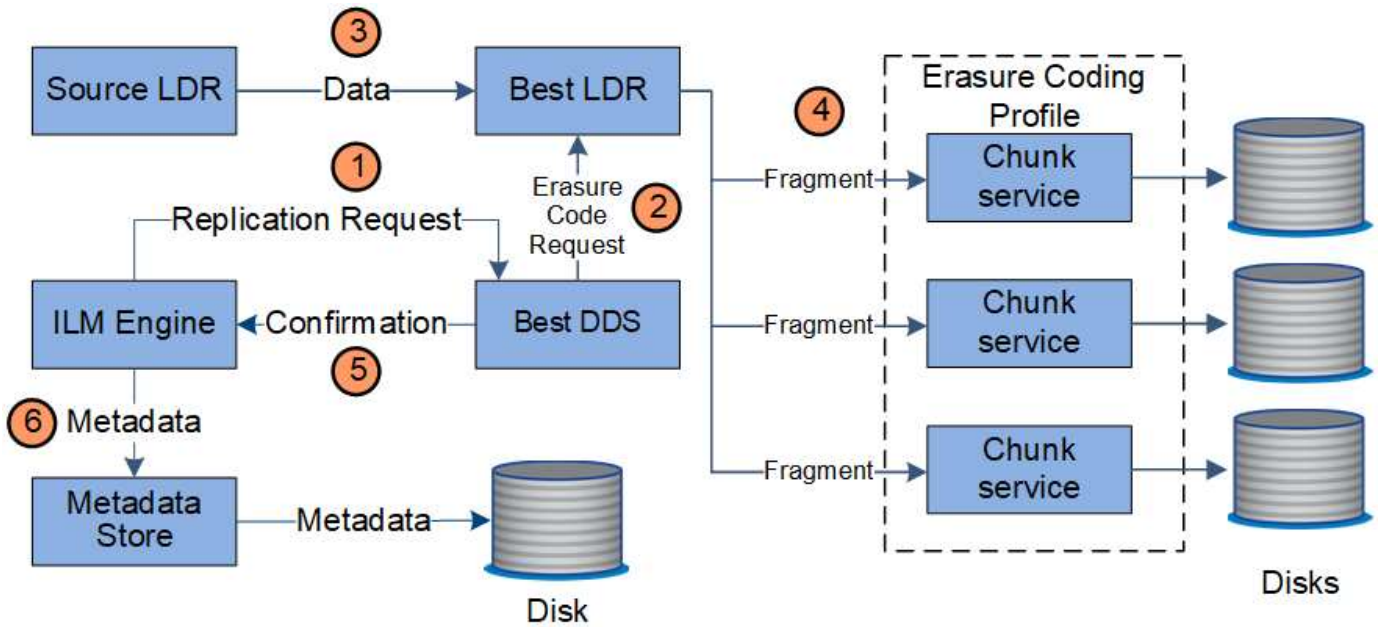 3
Source LDR
Data
Best LDR
4
Erasure Coding
Profile
1
Replication Request
Erasure
Code
Request
2
Fragment
Chunk
service
ILM Engine
Confirmation
5
Best DDS
Fragment
Chunk
service
6
Metadata
Fragment
Chunk
service
Metadata
Store
Metadata
Disk
Disks